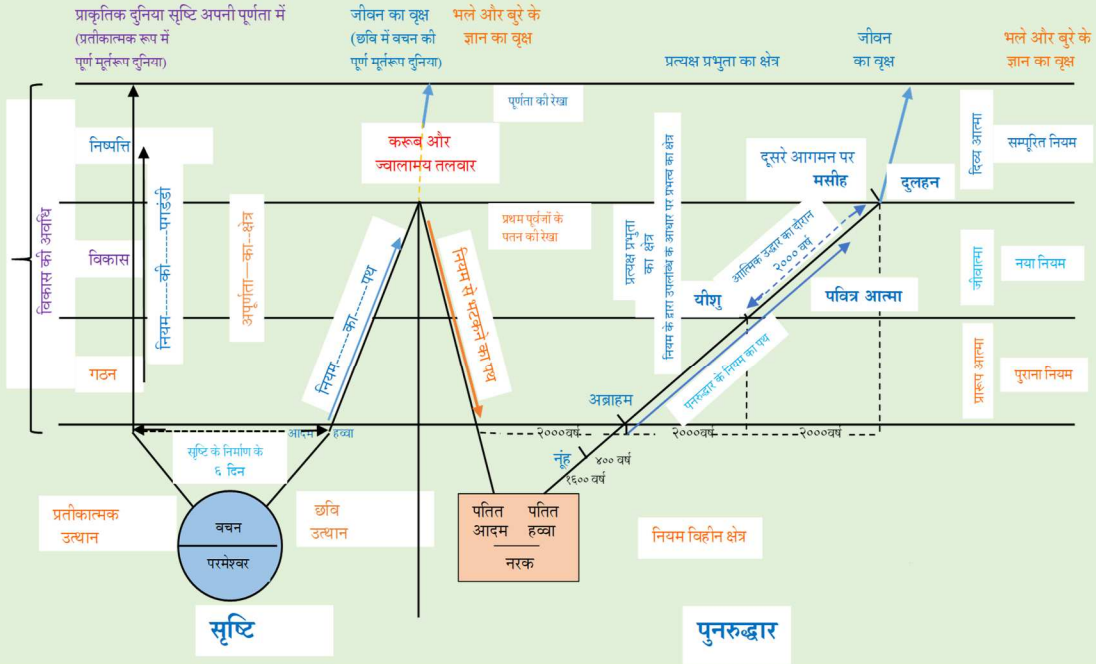 प्राकृतिक दुनिया सृष्टि अपनी पूर्णता में
(प्रतीकात्मक रूप में
पूर्ण मूर्तरूप दुनिया)
जीवन का वृक्ष
(छवि में वचन की
पूर्ण मूर्तरूप दुनिया)
भले और बुरे के
ज्ञान का वृक्ष
प्रत्यक्ष प्रभुता का क्षेत्र
जीवन
का वृक्ष
भले और बुरे के
ज्ञान का वृक्ष
विकास की अवधि
निष्पत्ति
विकास
गठन
नियम------की-----पगडंडी
अपूर्णता—का--क्षेत्र
पूर्णता की रेखा
करूब और
ज्वालामय तलवार
प्रथम पूर्वजों के
पतन की रेखा
नियम-------का------पथ
नियम से भटकने का पथ
प्रत्यक्ष प्रभुता
का क्षेत्र
नियम के द्वारा उपलब्धि के आधार पर प्रभुत्व का क्षेत्र
दूसरे आगमन पर
मसीह
दुलहन
आत्मिक उद्धार का दौरान
२००० वर्ष
यीशु
पवित्र आत्मा
पनरुद्धार के नियम का पथ
अब्राहम
दिव्य आत्मा
सम्पूरित नियम
जीवात्मा
नया नियम
प्रारूप आत्मा
पुराना नियम
आदम
हव्वा
सृष्टि के निर्माण के
६ दिन
२०००वर्ष
२०००वर्ष
२०००वर्ष
नूंह
४०० वर्ष
१६०० वर्ष
प्रतीकात्मक
उत्थान
छवि
उत्थान
वचन
परमेश्वर
पतित
आदम
पतित
हव्वा
नरक
नियम विहीन क्षेत्र
सृष्टि
पुनरुद्धार